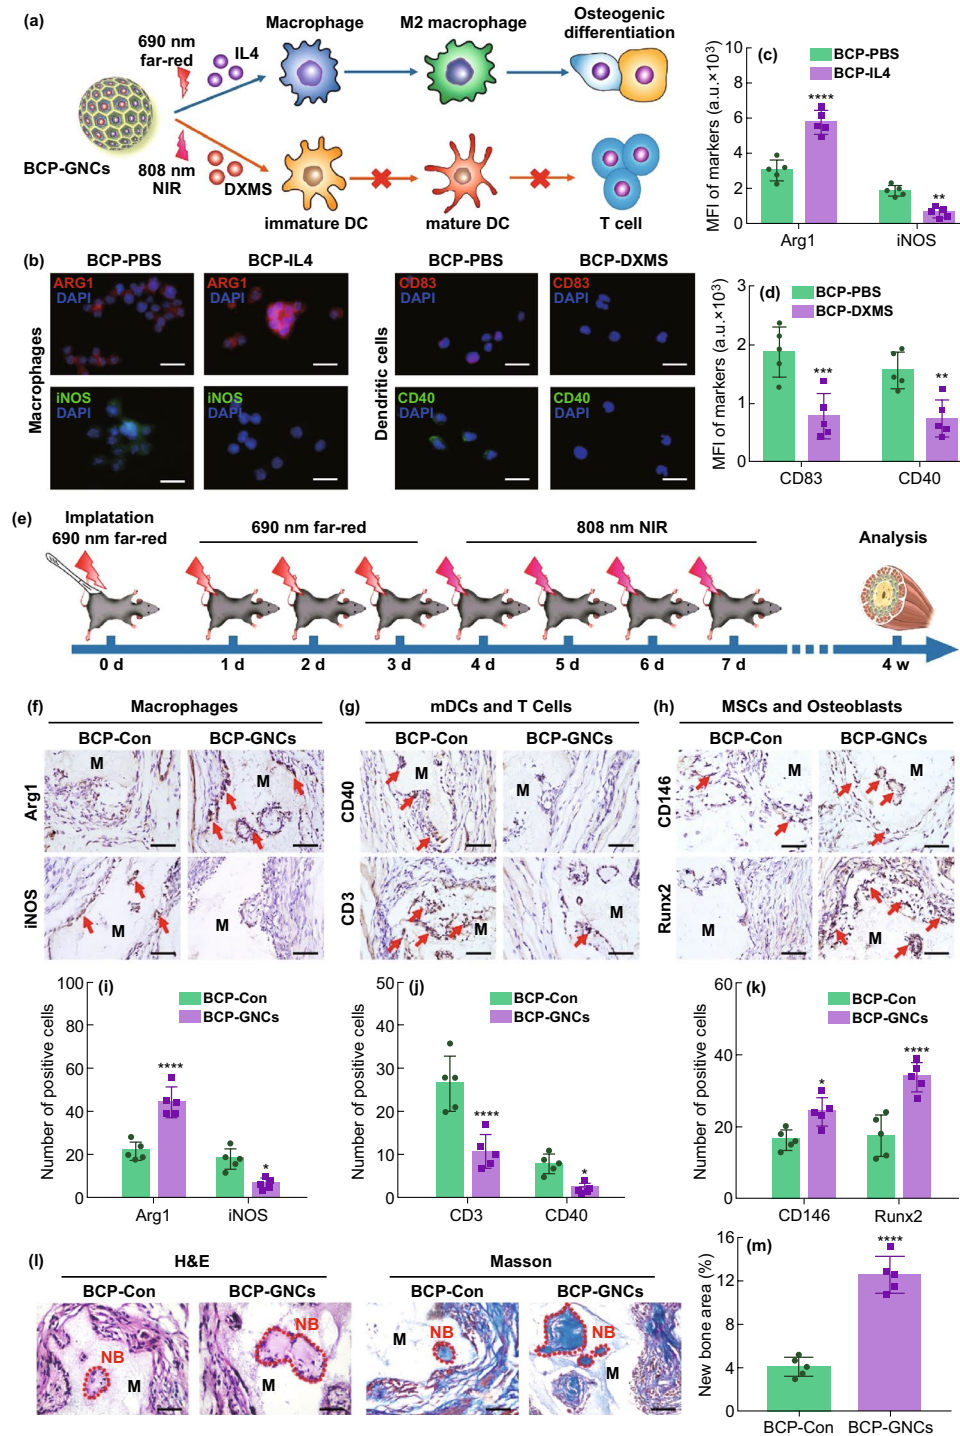 (a)
690 nm
far-red
IL4
Macrophage
M2 macrophage
Osteogenic
differentiation
BCP-GNCs
808 nm
NIR
DXMS
immature DC
mature DC
T cell
(b)
BCP-PBS
BCP-IL4
BCP-PBS
BCP-DXMS
Macrophages
ARG1
DAPI
ARG1
DAPI
iNOS
DAPI
iNOS
DAPI
Dendritic cells
CD83
DAPI
CD83
DAPI
CD40
DAPI
CD40
DAPI
(c)
BCP-PBS
BCP-IL4
MFI of markers (a.u.×10³)
10
8
6
4
2
0
****
**
Arg1
iNOS
(d)
BCP-PBS
BCP-DXMS
MFI of markers (a.u.×10³)
3
2
1
0
***
**
CD83
CD40
(e)
Implatation
690 nm far-red
690 nm far-red
808 nm NIR
Analysis
0 d
1 d
2 d
3 d
4 d
5 d
6 d
7 d
4 w
(f)
Macrophages
BCP-Con
BCP-GNCs
Arg1
M
M
iNOS
M
M
(g)
mDCs and T Cells
BCP-Con
BCP-GNCs
CD40
M
M
CD3
M
M
(h)
MSCs and Osteoblasts
BCP-Con
BCP-GNCs
CD146
M
M
Runx2
M
M
(i)
BCP-Con
BCP-GNCs
Number of positive cells
100
80
60
40
20
0
****
*
Arg1
iNOS
(j)
BCP-Con
BCP-GNCs
Number of positive cells
50
40
30
20
10
0
****
*
CD3
CD40
(k)
BCP-Con
BCP-GNCs
Number of positive cells
60
40
20
0
*
****
CD146
Runx2
(l)
H&E
BCP-Con
BCP-GNCs
NB
M
NB
M
Masson
BCP-Con
BCP-GNCs
M
NB
NB
M
(m)
New bone area (%)
16
12
8
4
0
****
BCP-Con
BCP-GNCs